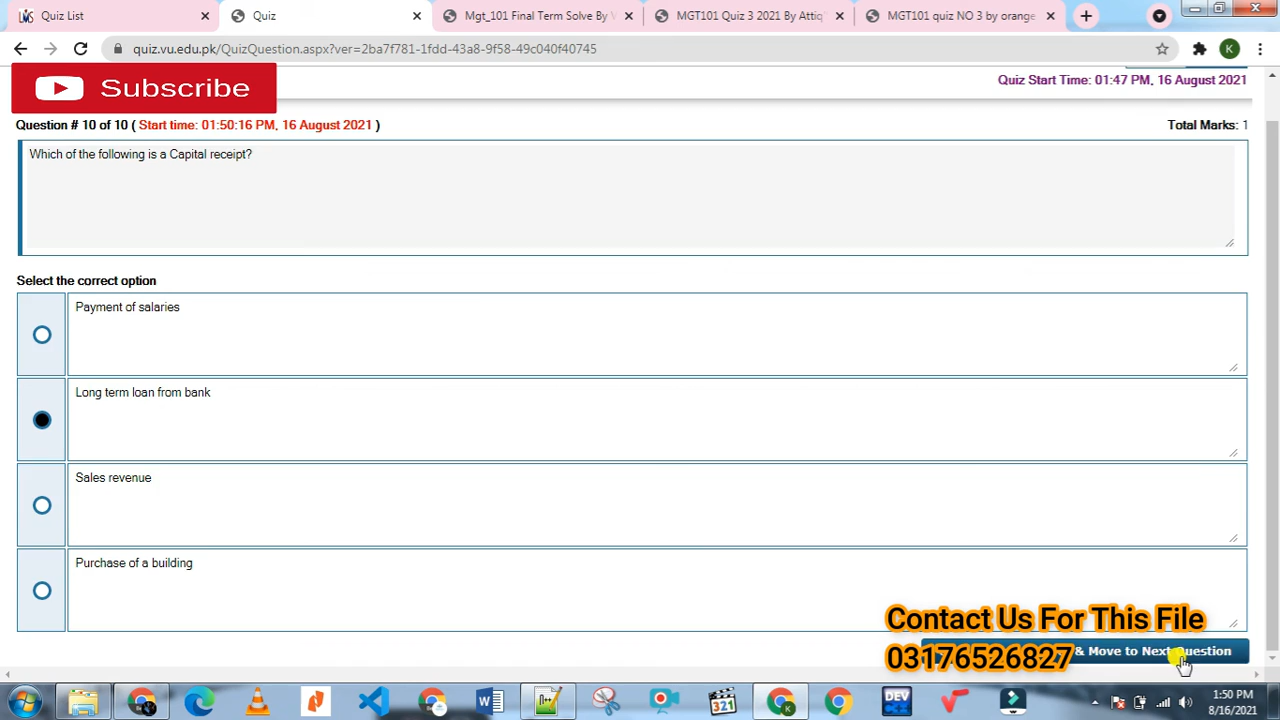 Quiz List
Quiz
Mgt_101 Final Term Solve By
MGT101 Quiz 3 2021 By Attiq
MGT101 quizNO 3 by orange
K
quiz.vu.edu.pk/QuizQuestion.aspx?ver=2ba7f781-1fdd-43a8-9f58-49c040f40745
Subscribe
Quiz Start Time: 01:47 PM, 16 August 2021
Question # 10 of 10 ( Start time: 01:50:16 PM, 16 August 2021 )
Total Marks: 1
Which of the following is a Capital receipt?
Select the correct option
Payment of salaries
Long term loan from bank
Sales revenue
Purchase of a building
Contact Us For This File
& Move to Next Question
03176526827
321
DEV
C++
K
1:50 PM
8/16/2021